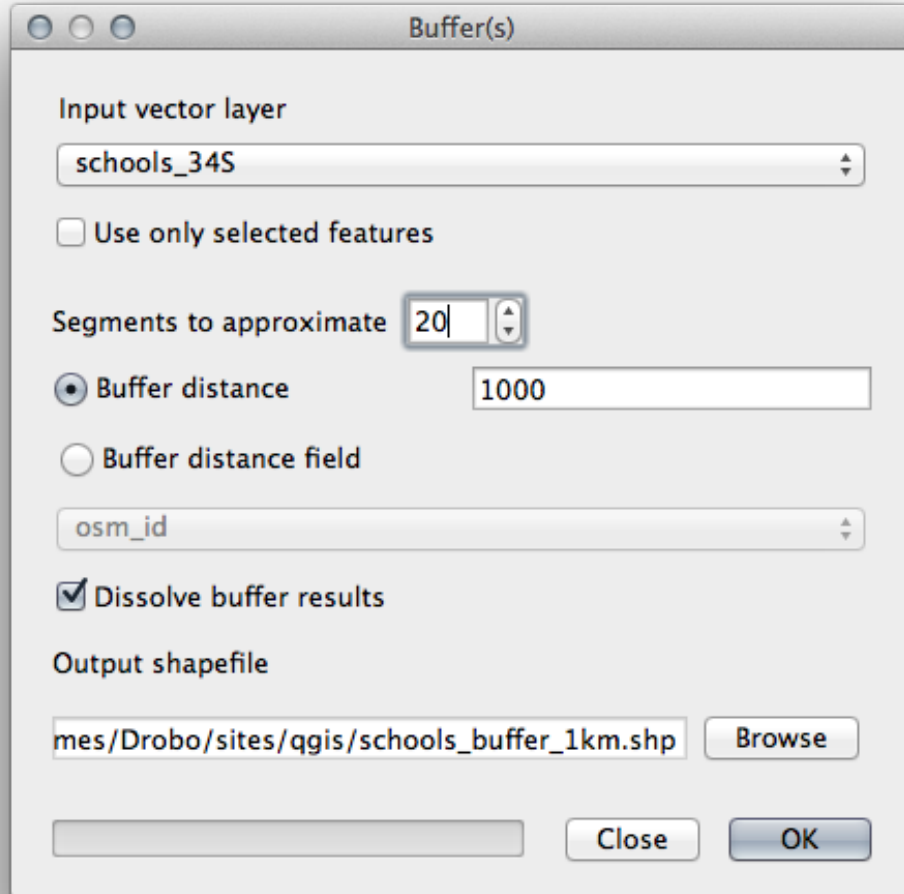 Buffer(s)
Input vector layer
schools_34S
Use only selected features
Segments to approximate 20
Buffer distance 1000
Buffer distance field
osm_id
Dissolve buffer results
Output shapefile
mes/Drobo/sites/qgis/schools_buffer_1km.shp Browse
Close OK